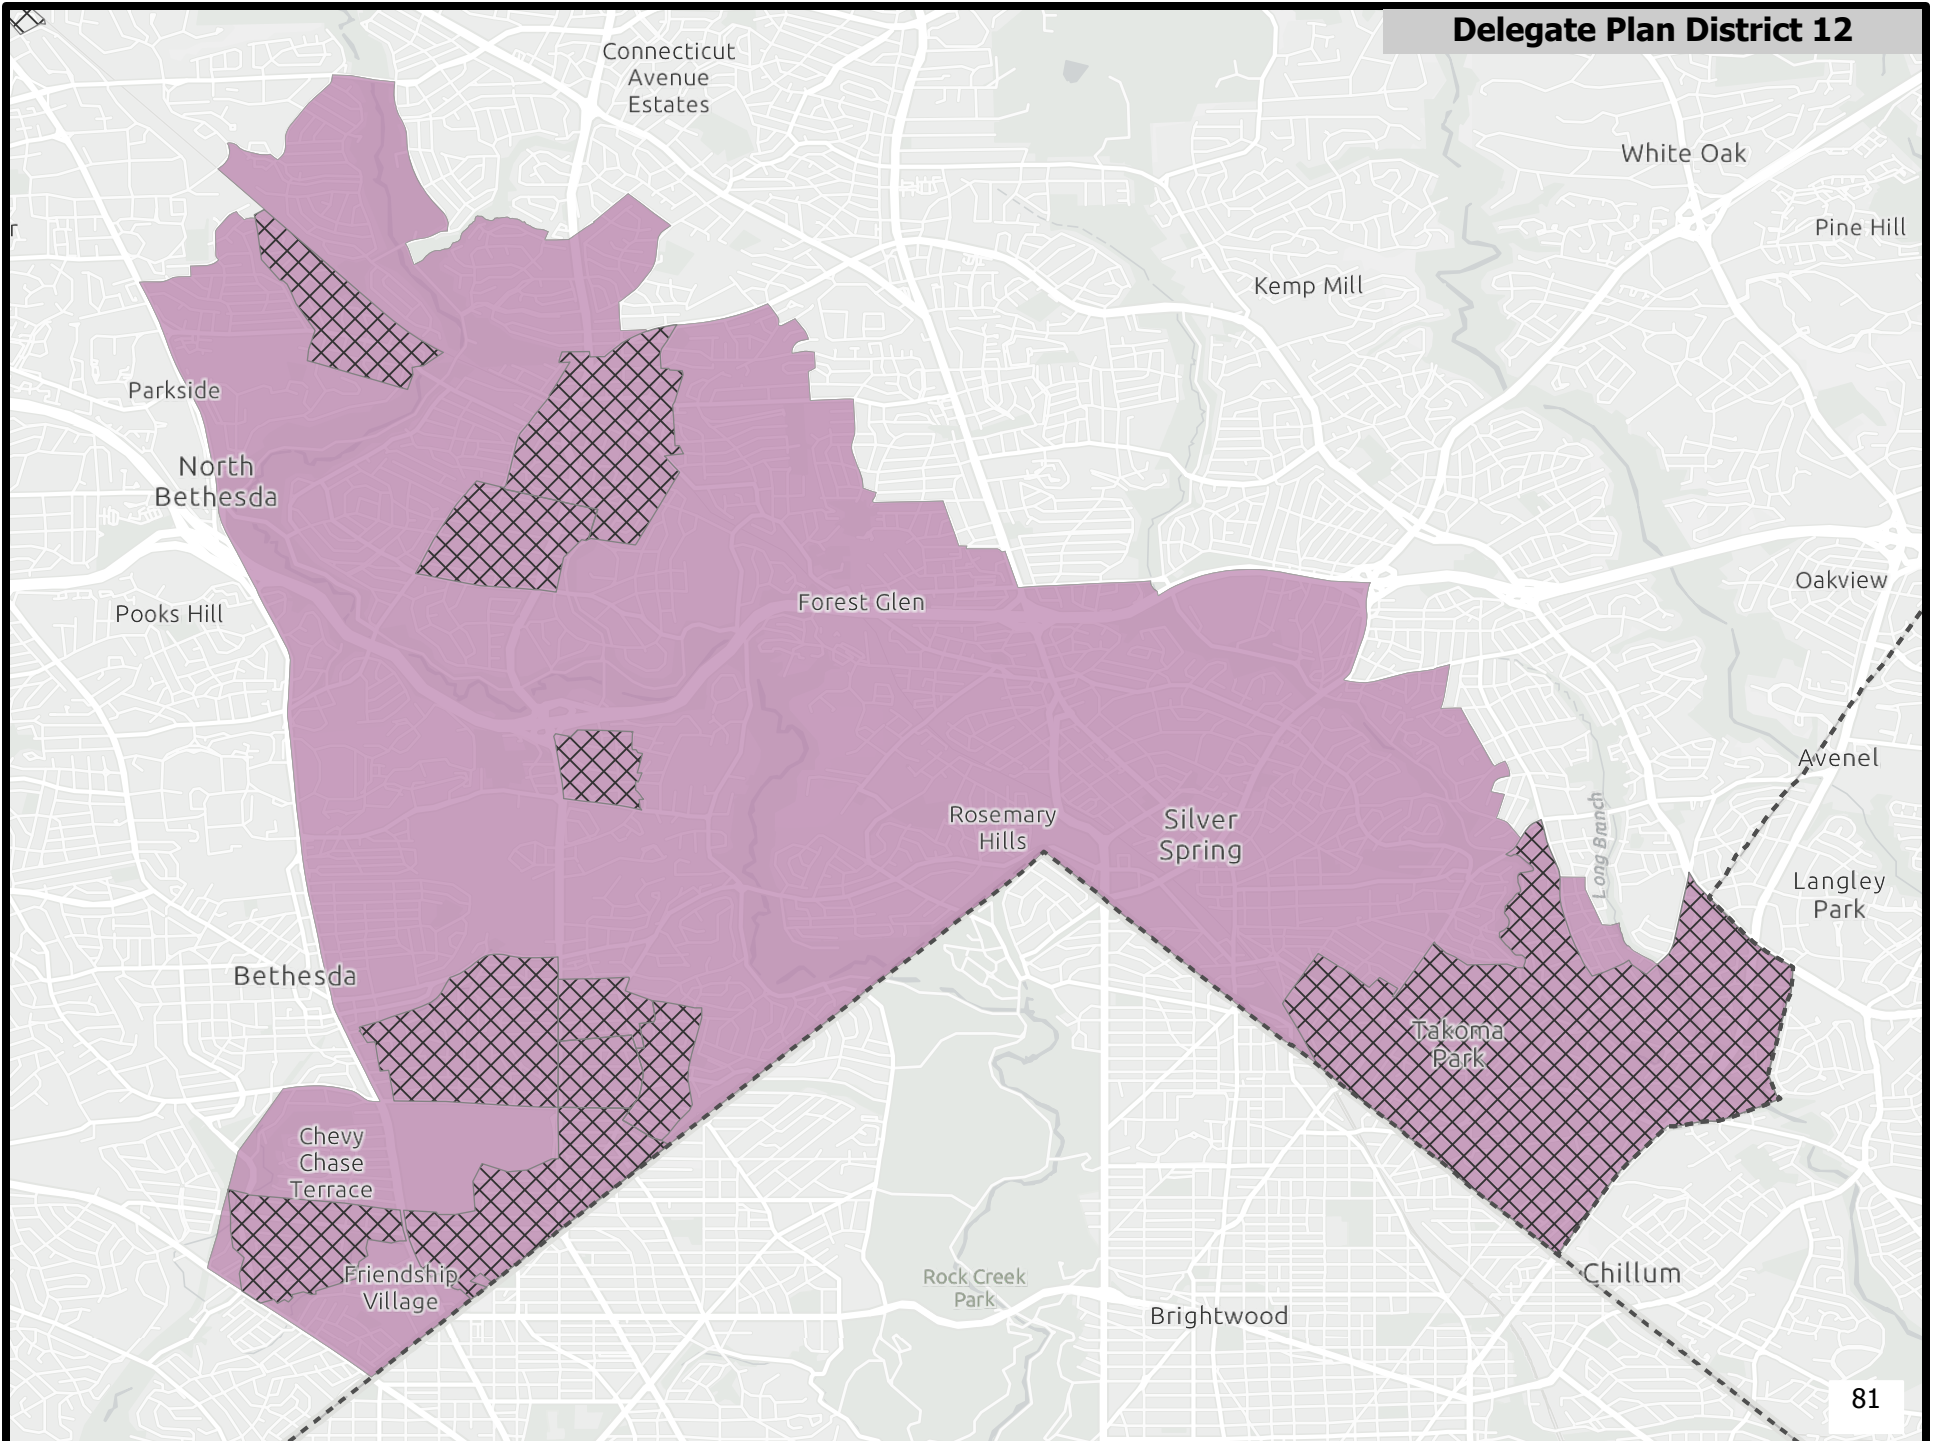 Delegate Plan District 12
Connecticut
Avenue
Estates
White Oak
Pine Hill
r
Kemp Mill
Parkside
North
Bethesda
Pooks Hill
Forest Glen
Oakview
Avenel
Rosemary
Hills
Silver
Spring
Long Branch
Langley
Park
Bethesda
Takoma
Park
Chevy
Chase
Terrace
Friendship
Village
Rock Creek
Park
Brightwood
Chillum
81